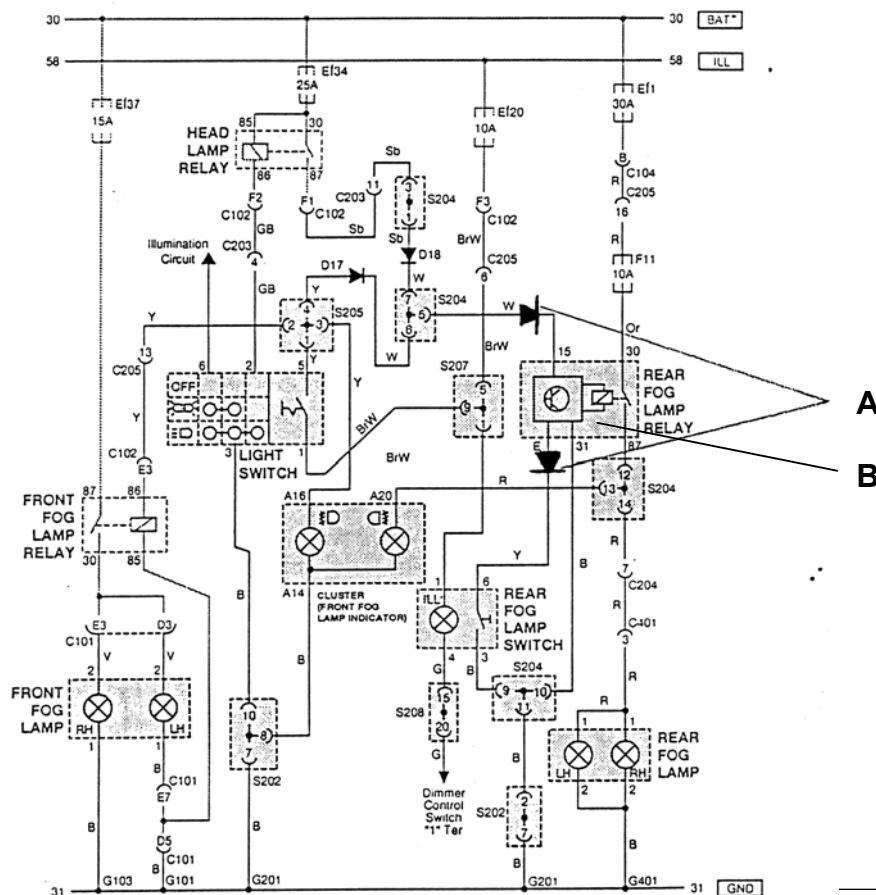 30 30 BAT+
58 58 ILL
Ef37
15A
Ef34
25A
Ef20
10A
Ef1
30A
85 30
HEAD
LAMP
RELAY
86 87
Sb
C203
11
3
S204
1
B
C104
R
C205
16
R
F11
10A
F2
C102
GB
C203
4
GB
F1
C102
Sb
Sb
D18
F3
C102
BrW
C205
6
BrW
Illumination
Circuit
D17
Y
W
7
S204
5
6
W
W
Or
Y
4
S205
2 3
1
Y
13
C205
Y
C102
E3
6 2 5
OFF
3 LIGHT
SWITCH
1
Y
BrW
BrW
S207
5
9
15 30
REAR
FOG
LAMP
RELAY
E 31 87
A
B
12
13 S204
14
R
87 86
FRONT
FOG
LAMP
RELAY
30 85
A16 A20
R
A14
CLUSTER
(FRONT FOG
LAMP INDICATOR)
B
B
Y
1 6
ILL
REAR
FOG
LAMP
SWITCH
4 3
B
R
7
C204
R
C401
3
R
E3 D3
C101
V V
2 2
FRONT
FOG
LAMP
RH LH
1 1
B
C101
E7
D5
C101
B
B
10
8
7
S202
B
G
15
S208
20
G
Dimmer
Control
Switch
"1" Ter
B
S204
9 10
11
B
2
S202
7
B
R
1 1
REAR
FOG
LAMP
LH RH
2 2
B
31 G103 G101 G201 G201 G401 31 GND